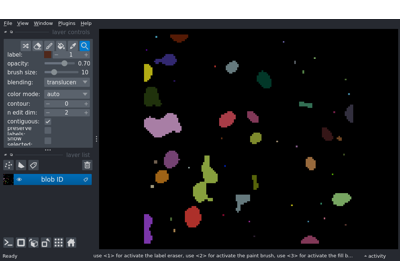 File View Window Plugins Help
layer controls
label: 1
opacity: 0.70
brush size: 10
blending: translucen
color mode: auto
contour: 0
n edit dim: 2
contiguous:
preserve
labels:
show
selected:
layer list
blob ID
Ready
use <1> for activate the label eraser, use <2> for activate the paint brush, use <3> for activate the fill b...
activity